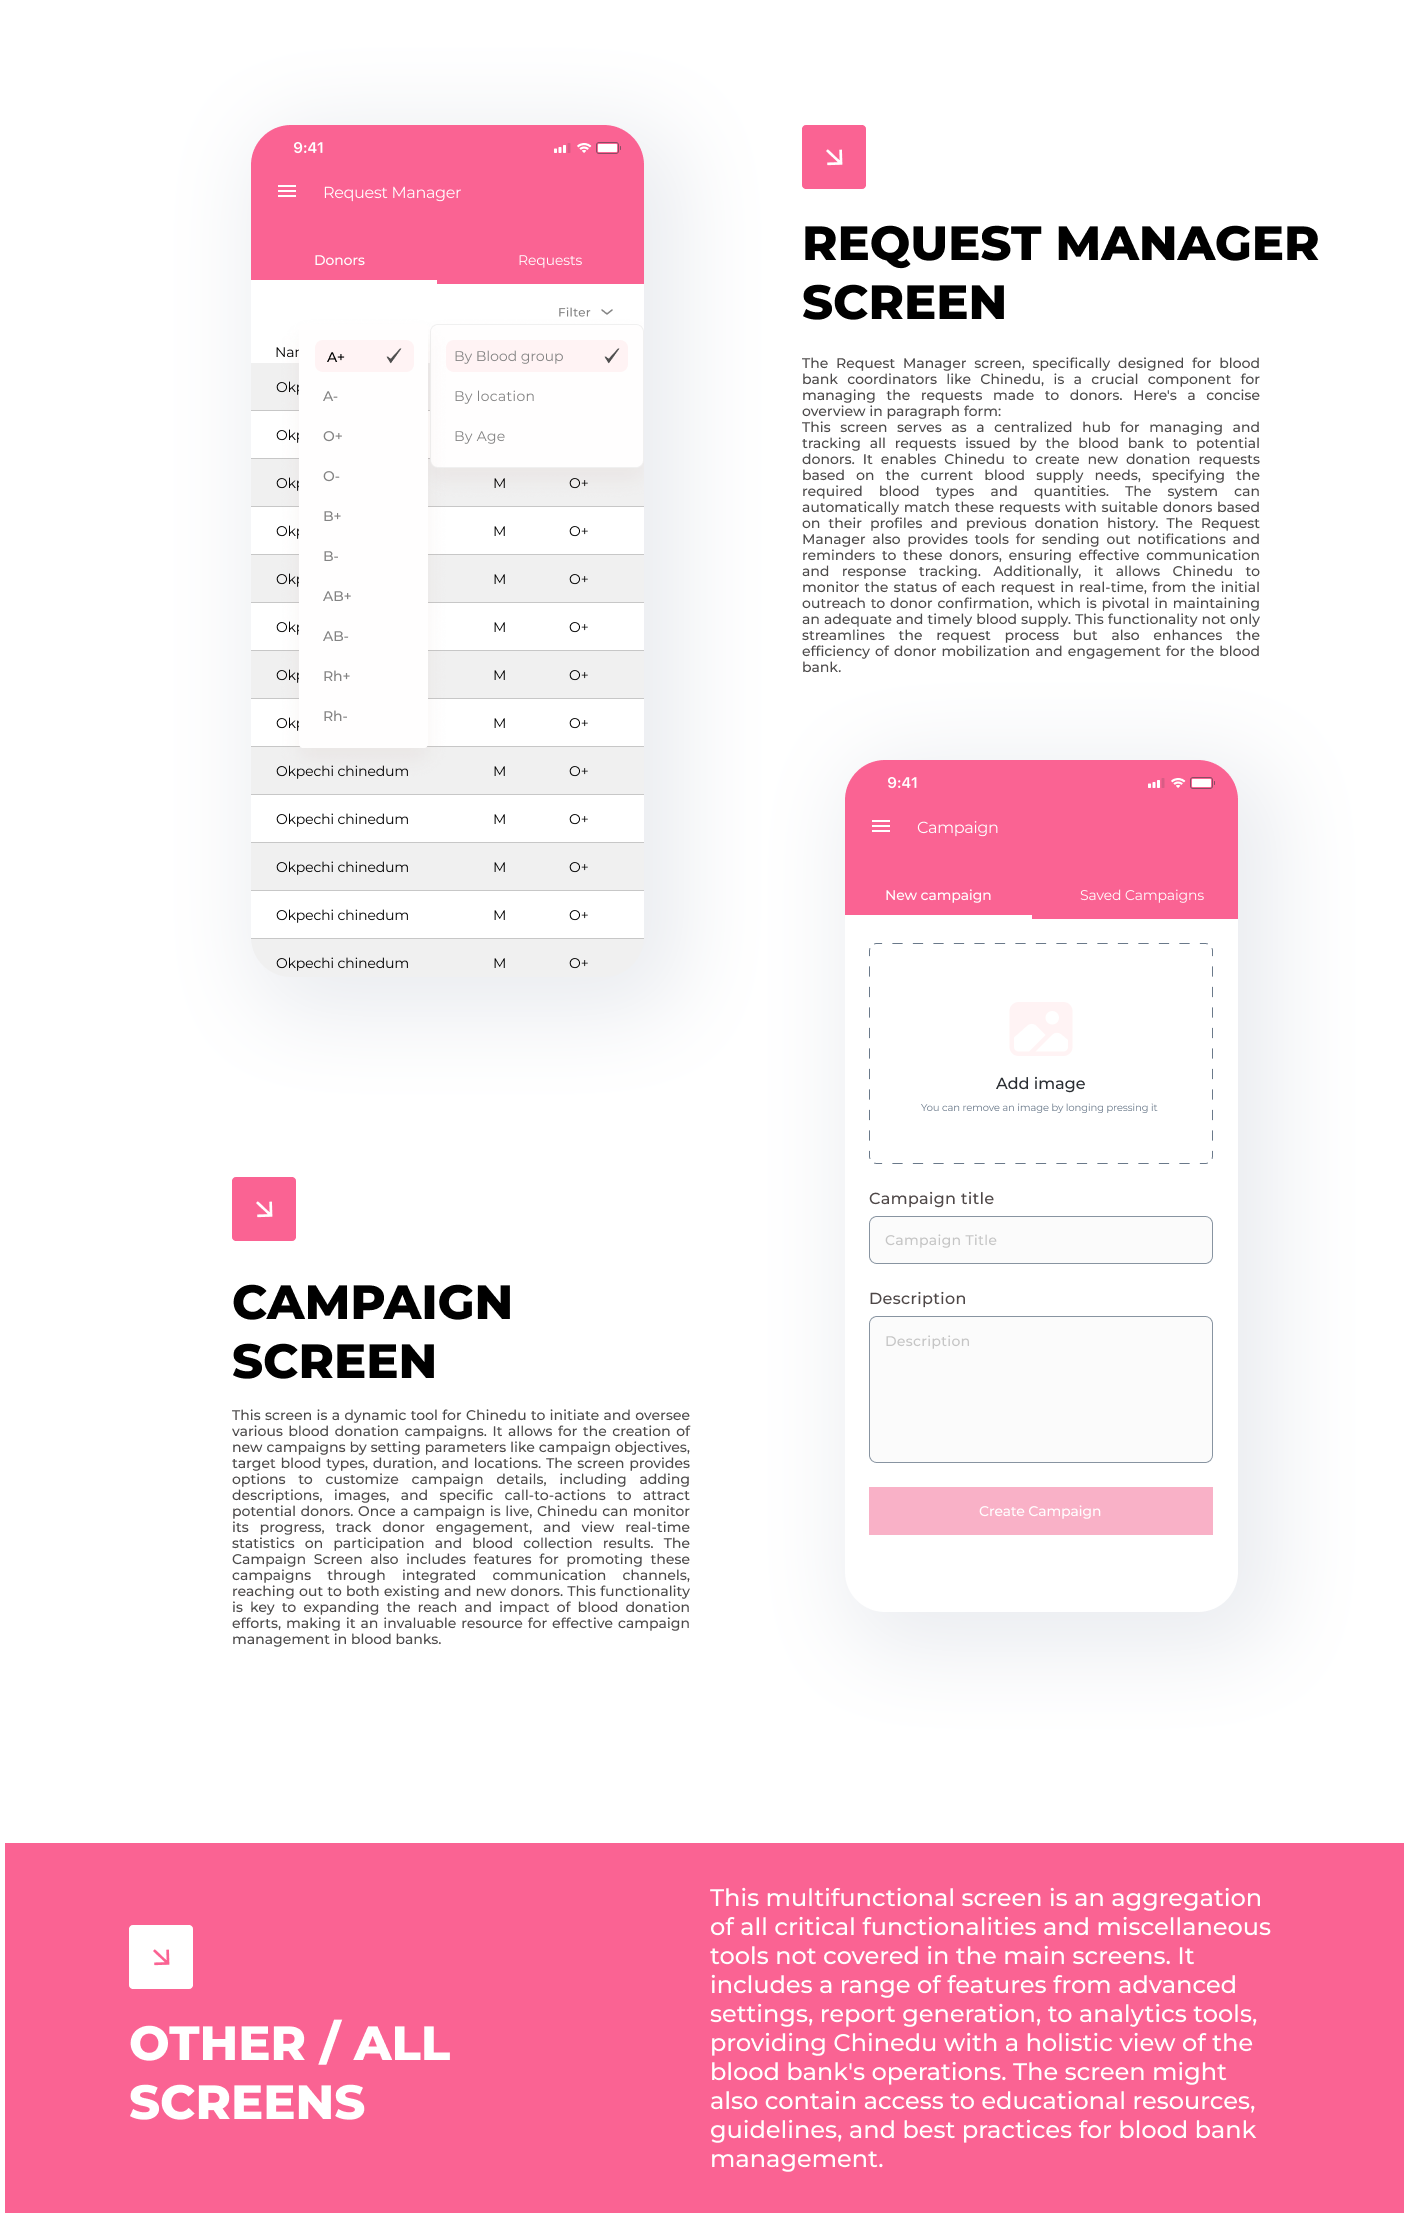 9:41
Request Manager
Donors
Requests
Filter
Nar
A+
By Blood group
Okp
A-
By location
Okp
O+
By Age
Okp
O-
M
O+
Okp
B+
M
O+
Okp
B-
M
O+
Okp
AB+
M
O+
AB-
Okp
Rh+
M
O+
Okp
Rh-
M
O+
Okpechi chinedum
M
O+
Okpechi chinedum
M
O+
Okpechi chinedum
M
O+
Okpechi chinedum
M
O+
Okpechi chinedum
M
O+
REQUEST MANAGER
SCREEN
The Request Manager screen, specifically designed for blood
bank coordinators like Chinedu, is a crucial component for
managing the requests made to donors. Here's a concise
overview in paragraph form:
This screen serves as a centralized hub for managing and
tracking all requests issued by the blood bank to potential
donors. It enables Chinedu to create new donation requests
based on the current blood supply needs, specifying the
required blood types and quantities. The system can
automatically match these requests with suitable donors based
on their profiles and previous donation history. The Request
Manager also provides tools for sending out notifications and
reminders to these donors, ensuring effective communication
and response tracking. Additionally, it allows Chinedu to
monitor the status of each request in real-time, from the initial
outreach to donor confirmation, which is pivotal in maintaining
an adequate and timely blood supply. This functionality not only
streamlines the request process but also enhances the
efficiency of donor mobilization and engagement for the blood
bank.
9:41
Campaign
New campaign
Saved Campaigns
Add image
You can remove an image by longing pressing it
Campaign title
Campaign Title
Description
Description
Create Campaign
CAMPAIGN
SCREEN
This screen is a dynamic tool for Chinedu to initiate and oversee
various blood donation campaigns. It allows for the creation of
new campaigns by setting parameters like campaign objectives,
target blood types, duration, and locations. The screen provides
options to customize campaign details, including adding
descriptions, images, and specific call-to-actions to attract
potential donors. Once a campaign is live, Chinedu can monitor
its progress, track donor engagement, and view real-time
statistics on participation and blood collection results. The
Campaign Screen also includes features for promoting these
campaigns through integrated communication channels,
reaching out to both existing and new donors. This functionality
is key to expanding the reach and impact of blood donation
efforts, making it an invaluable resource for effective campaign
management in blood banks.
OTHER / ALL
SCREENS
This multifunctional screen is an aggregation
of all critical functionalities and miscellaneous
tools not covered in the main screens. It
includes a range of features from advanced
settings, report generation, to analytics tools,
providing Chinedu with a holistic view of the
blood bank's operations. The screen might
also contain access to educational resources,
guidelines, and best practices for blood bank
management.